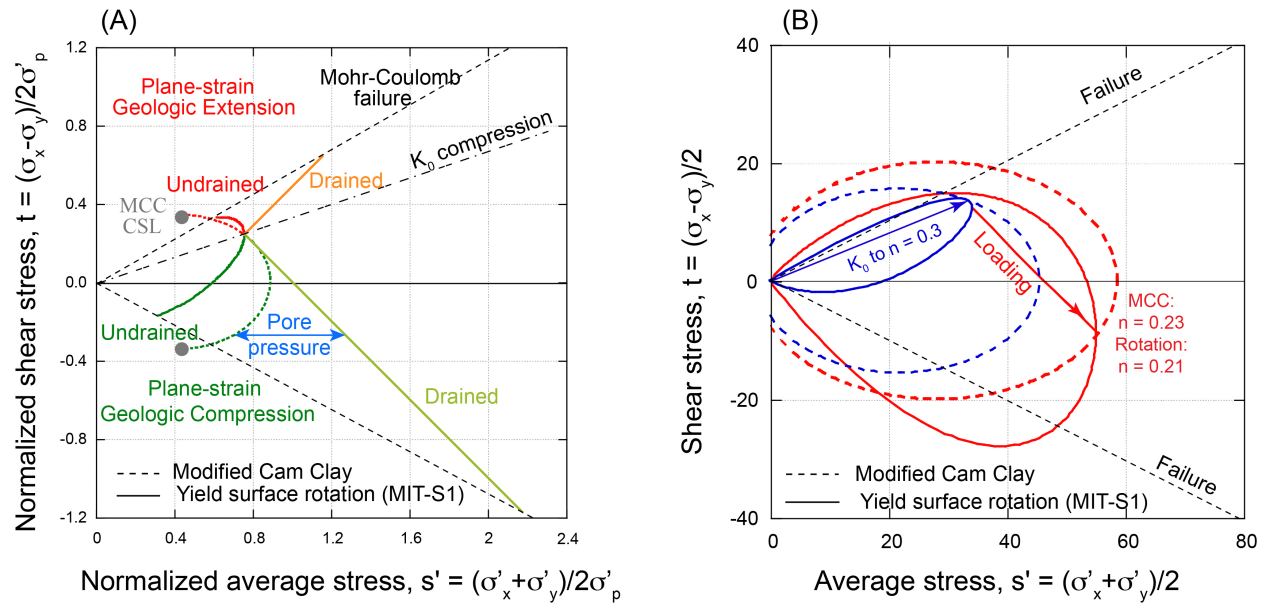 (A)
1.2
0.8
0.4
0.0
-0.4
-0.8
-1.2
Normalized shear stress, t = (σx-σy)/2σ'p
Plane-strain
Geologic Extension
Mohr-Coulomb
failure
K0 compression
Undrained
Drained
MCC
CSL
Undrained
Pore
pressure
Plane-strain
Geologic Compression
Drained
Modified Cam Clay
Yield surface rotation (MIT-S1)
0
0.4
0.8
1.2
1.6
2
2.4
Normalized average stress, s' = (σ'x+σ'y)/2σ'p
(B)
40
20
0
-20
-40
Shear stress, t = (σx-σy)/2
Failure
K0 to n = 0.3
Loading
MCC:
n = 0.23
Rotation:
n = 0.21
Failure
Modified Cam Clay
Yield surface rotation (MIT-S1)
0
20
40
60
80
Average stress, s' = (σ'x+σ'y)/2